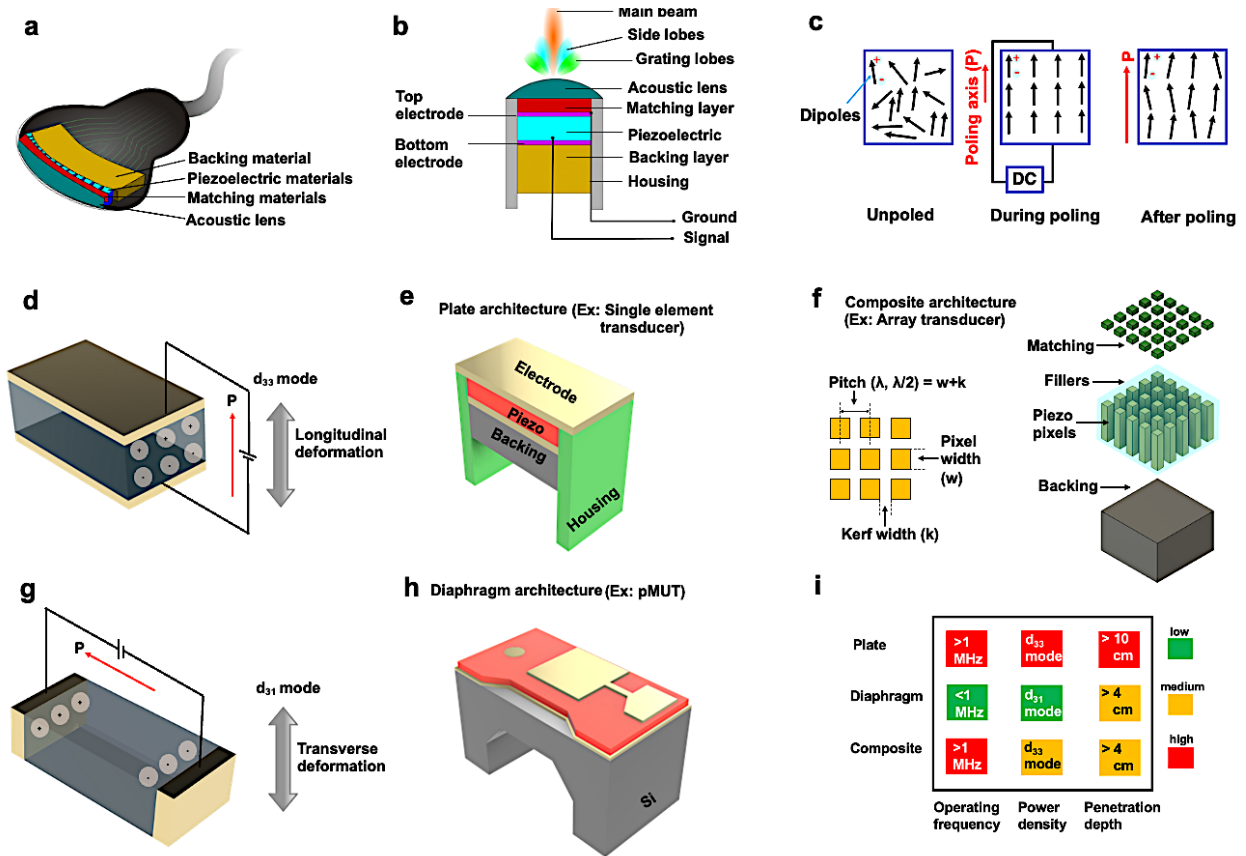 a
Backing material
Piezoelectric materials
Matching materials
Acoustic lens
b
Main beam
Side lobes
Grating lobes
Acoustic lens
Top
electrode
Matching layer
Piezoelectric
Bottom
electrode
Backing layer
Housing
Ground
Signal
c
+
-
Dipoles
Unpoled
Poling axis (P)
+
-
DC
During poling
P
+
-
After poling
d
d33 mode
P
+ + +
- - -
Longitudinal
deformation
e
Plate architecture (Ex: Single element
transducer)
Electrode
Piezo
Backing
Housing
f
Composite architecture
(Ex: Array transducer)
Matching
Pitch (λ, λ/2) = w+k
Fillers
Piezo
pixels
Pixel
width
(w)
Kerf width (k)
Backing
g
P
d31 mode
+ + +
- - -
Transverse
deformation
h
Diaphragm architecture (Ex: pMUT)
Si
i
Plate
>1
MHz
d33
mode
> 10
cm
low
Diaphragm
<1
MHz
d31
mode
> 4
cm
medium
Composite
>1
MHz
d33
mode
> 4
cm
high
Operating
frequency
Power
density
Penetration
depth